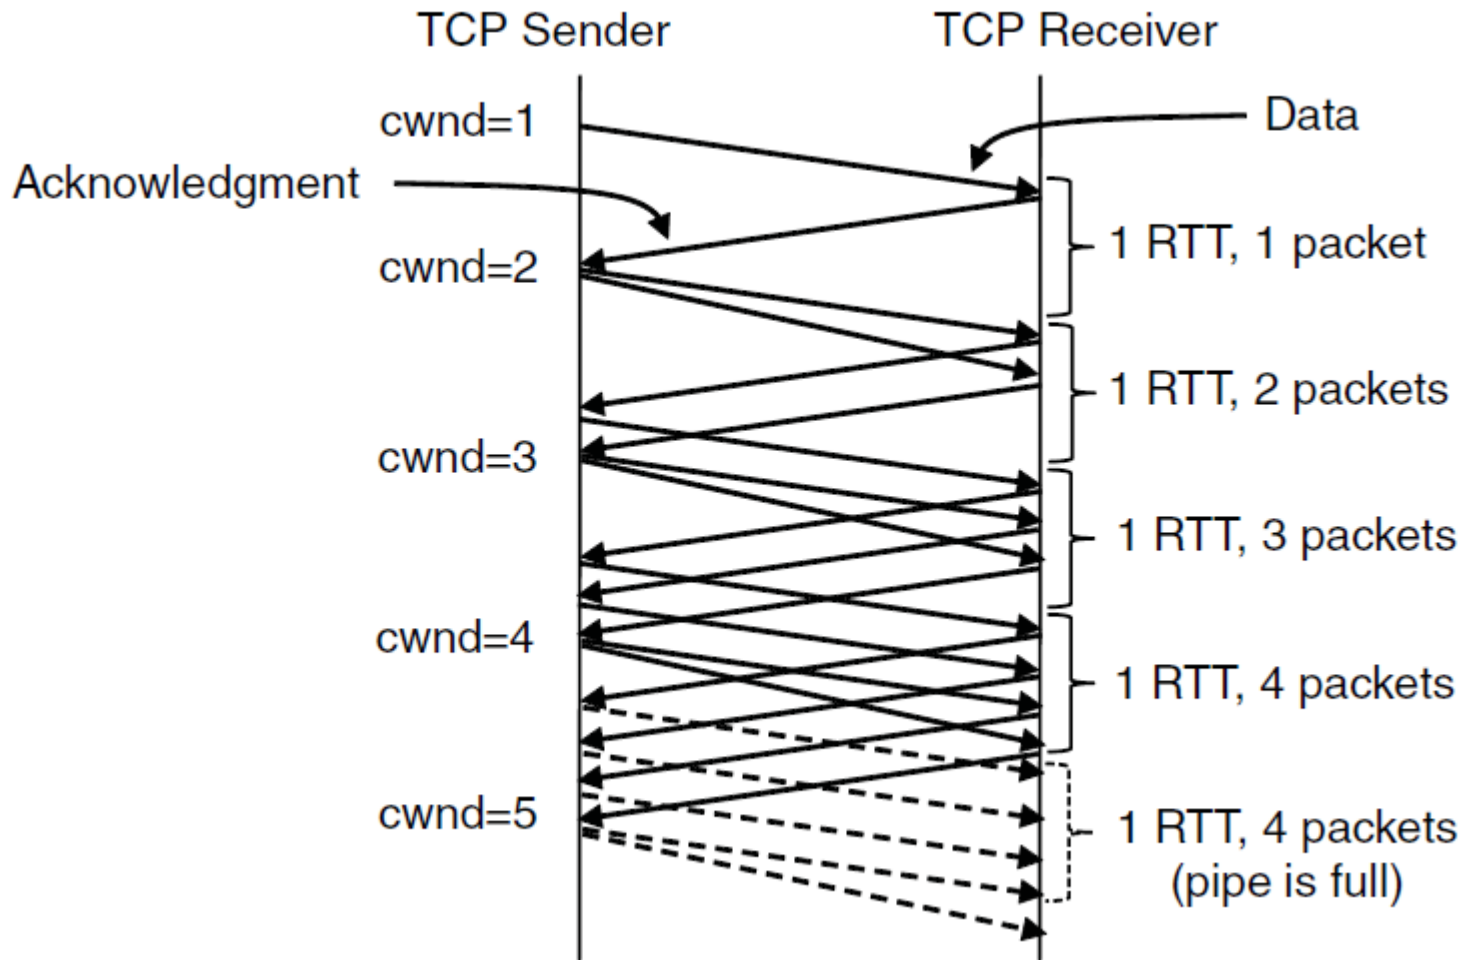 TCP Sender
TCP Receiver
cwnd=1
Data
Acknowledgment
1 RTT, 1 packet
cwnd=2
1 RTT, 2 packets
cwnd=3
1 RTT, 3 packets
cwnd=4
1 RTT, 4 packets
cwnd=5
1 RTT, 4 packets
(pipe is full)